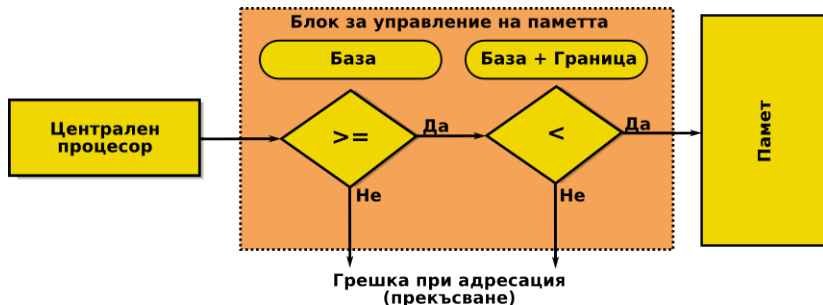 Блок за управление на паметта
База
База + Граница
Централен
процесор
>=
Да
<
Да
Памет
Не
Не
Грешка при адресация
(прекъсване)